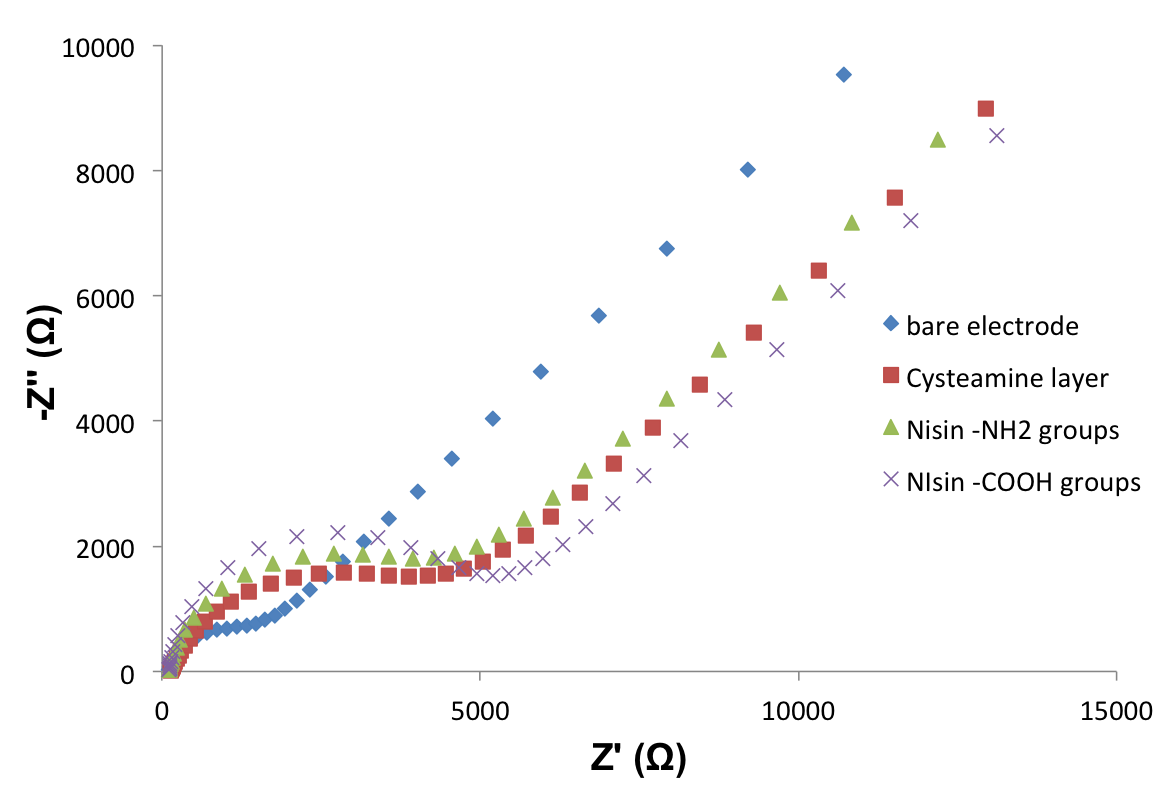 10000
8000
6000
4000
2000
0
-Z'' (Ω)
0
5000
10000
15000
Z' (Ω)
bare electrode
Cysteamine layer
Nisin -NH2 groups
NIsin -COOH groups